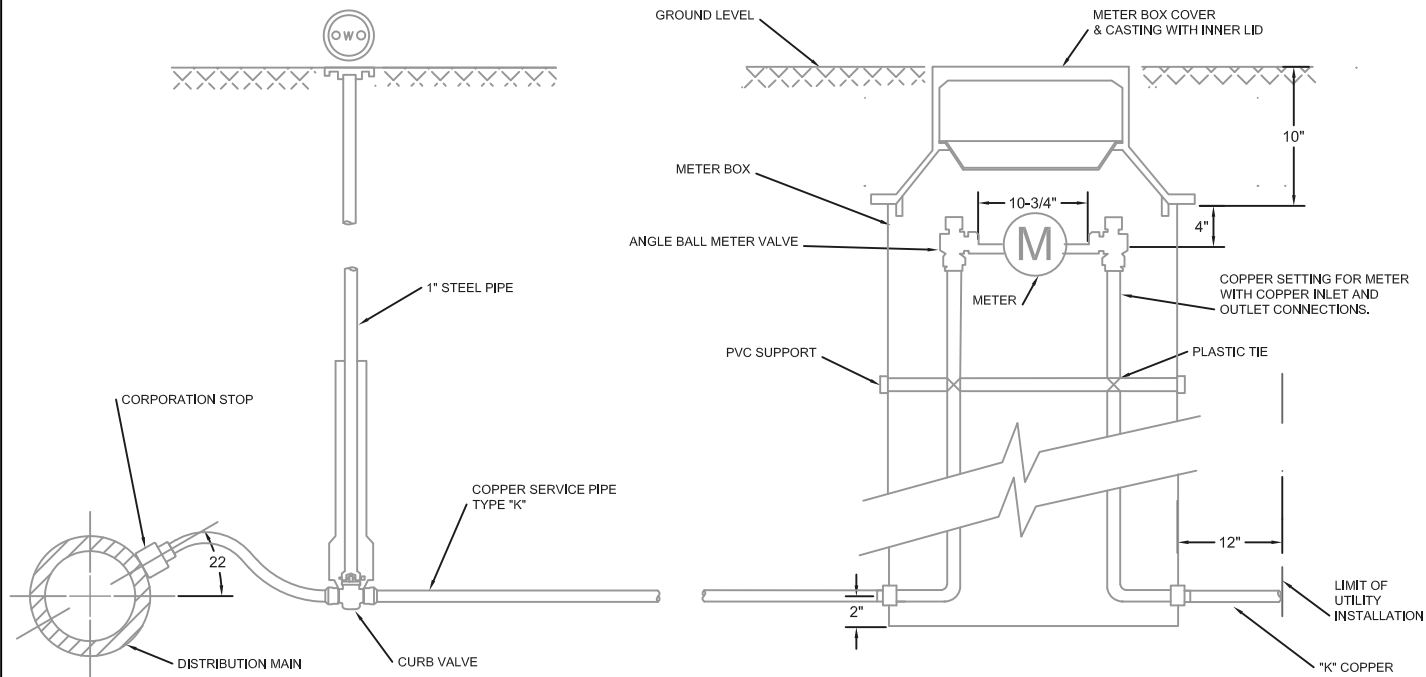 GROUND LEVEL
METER BOX COVER
& CASTING WITH INNER LID
OWO
10"
METER BOX
10-3/4"
4"
M
ANGLE BALL METER VALVE
METER
COPPER SETTING FOR METER
WITH COPPER INLET AND
OUTLET CONNECTIONS.
1" STEEL PIPE
PVC SUPPORT
PLASTIC TIE
CORPORATION STOP
COPPER SERVICE PIPE
TYPE "K"
22
12"
2"
LIMIT OF
UTILITY
INSTALLATION
DISTRIBUTION MAIN
CURB VALVE
"K" COPPER